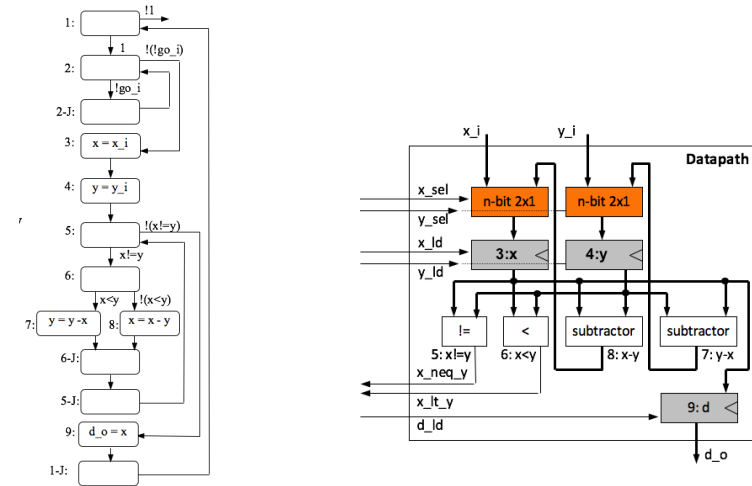 1:
!1
1
!(!go_i)
2:
!go_i
2-J:
3:
x = x_i
4:
y = y_i
5:
!(x!=y)
x!=y
6:
x<y
!(x<y)
7:
y = y -x
8:
x = x - y
6-J:
5-J:
9:
d_o = x
1-J:
x_i
y_i
Datapath
x_sel
n-bit 2x1
n-bit 2x1
y_sel
x_ld
3:x
4:y
y_ld
!=
<
subtractor
subtractor
5: x!=y
6: x<y
8: x-y
7: y-x
x_neq_y
x_lt_y
9: d
d_ld
d_o